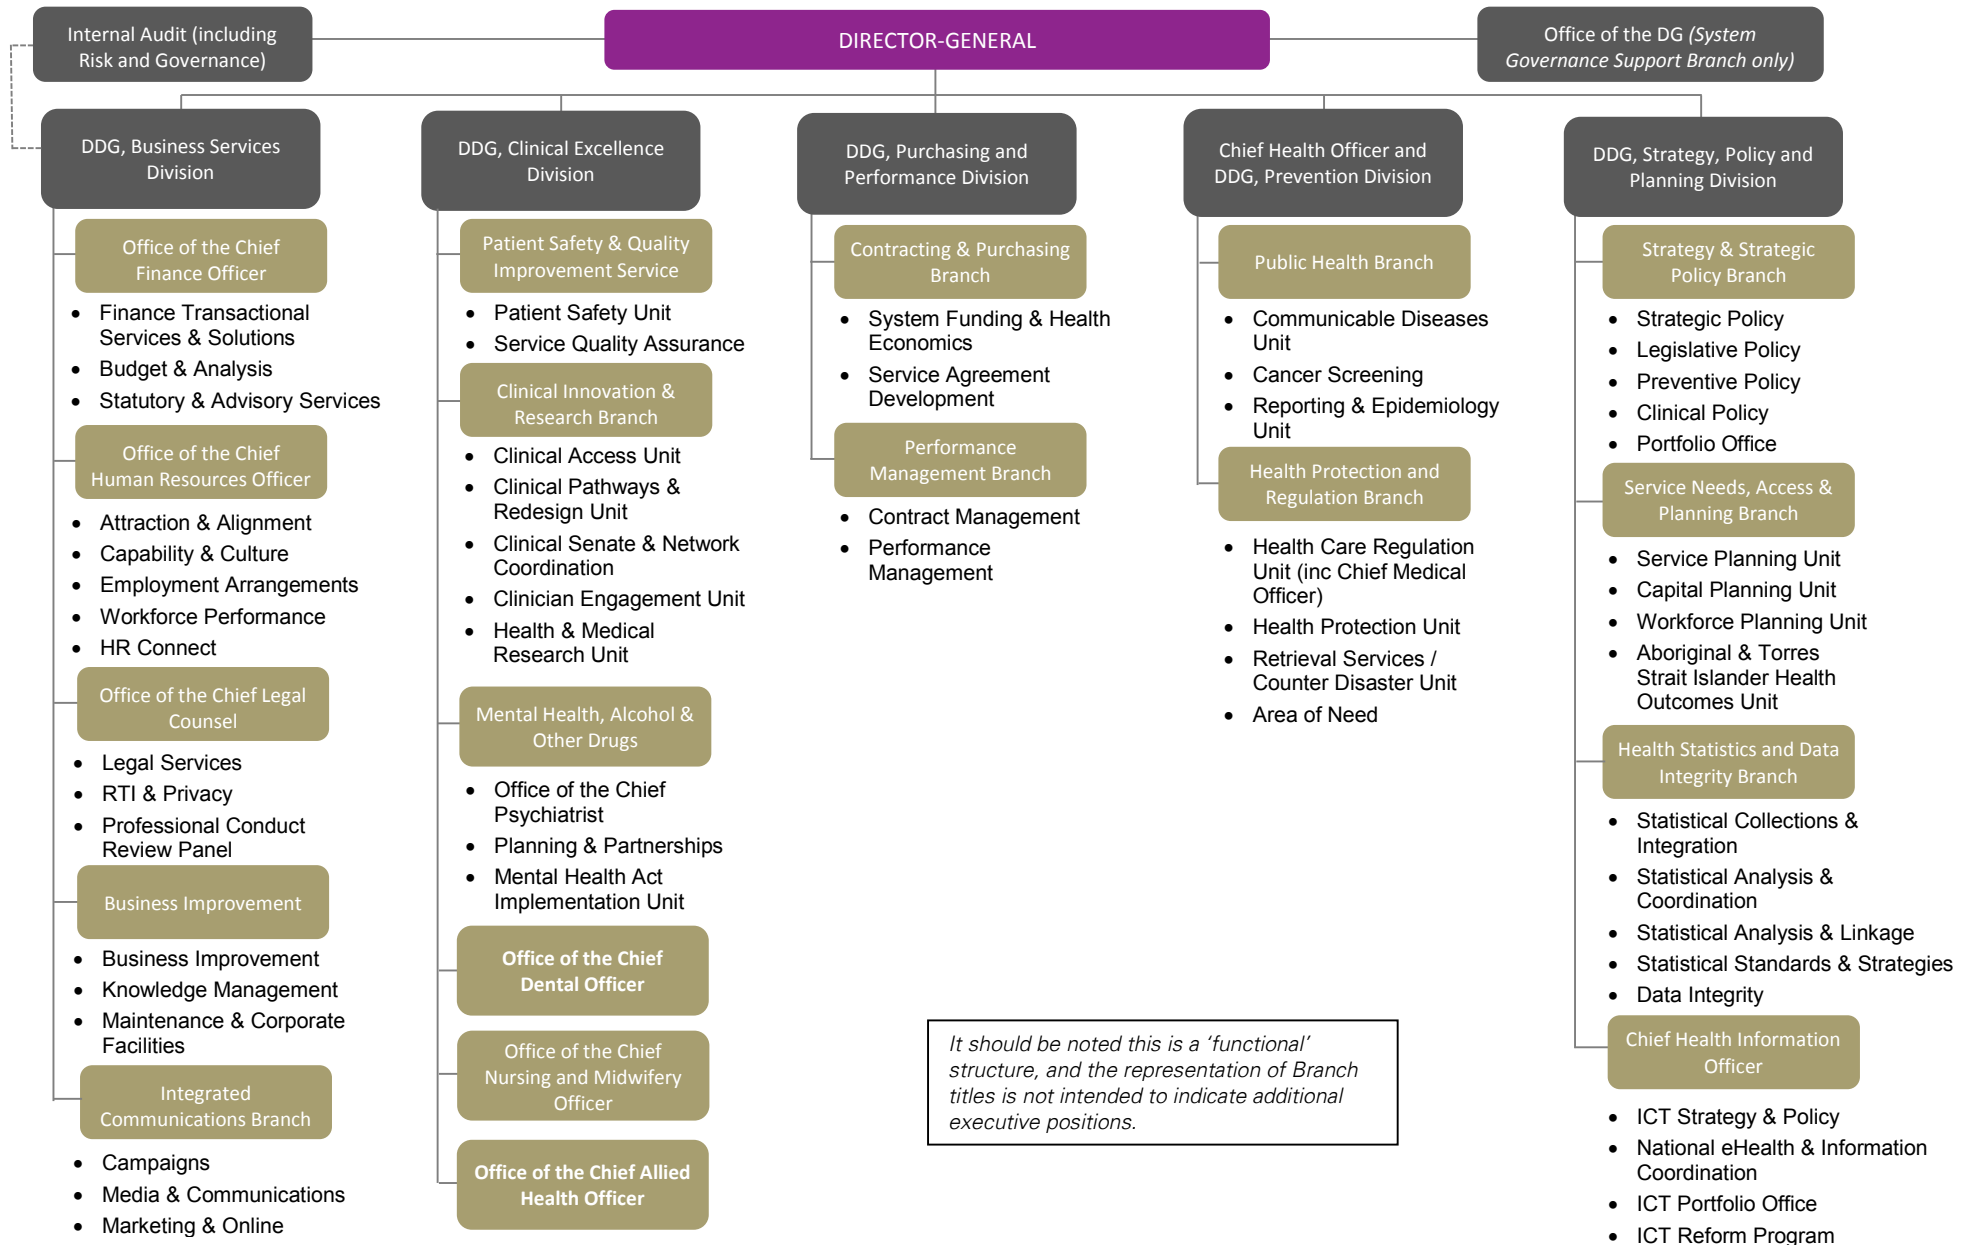 Internal Audit (including
Risk and Governance)
DIRECTOR-GENERAL
Office of the DG (System
Governance Support Branch only)
DDG, Business Services
Division
Office of the Chief
Finance Officer
• Finance Transactional
Services & Solutions
• Budget & Analysis
• Statutory & Advisory Services
Office of the Chief
Human Resources Officer
• Attraction & Alignment
• Capability & Culture
• Employment Arrangements
• Workforce Performance
• HR Connect
Office of the Chief Legal
Counsel
• Legal Services
• RTI & Privacy
• Professional Conduct
Review Panel
Business Improvement
• Business Improvement
• Knowledge Management
• Maintenance & Corporate
Facilities
Integrated
Communications Branch
• Campaigns
• Media & Communications
• Marketing & Online
DDG, Clinical Excellence
Division
Patient Safety & Quality
Improvement Service
• Patient Safety Unit
• Service Quality Assurance
Clinical Innovation &
Research Branch
• Clinical Access Unit
• Clinical Pathways &
Redesign Unit
• Clinical Senate & Network
Coordination
• Clinician Engagement Unit
• Health & Medical
Research Unit
Mental Health, Alcohol &
Other Drugs
• Office of the Chief
Psychiatrist
• Planning & Partnerships
• Mental Health Act
Implementation Unit
Office of the Chief
Dental Officer
Office of the Chief
Nursing and Midwifery
Officer
Office of the Chief Allied
Health Officer
DDG, Purchasing and
Performance Division
Contracting & Purchasing
Branch
• System Funding & Health
Economics
• Service Agreement
Development
Performance
Management Branch
• Contract Management
• Performance
Management
Chief Health Officer and
DDG, Prevention Division
Public Health Branch
• Communicable Diseases
Unit
• Cancer Screening
• Reporting & Epidemiology
Unit
Health Protection and
Regulation Branch
• Health Care Regulation
Unit (inc Chief Medical
Officer)
• Health Protection Unit
• Retrieval Services /
Counter Disaster Unit
• Area of Need
DDG, Strategy, Policy and
Planning Division
Strategy & Strategic
Policy Branch
• Strategic Policy
• Legislative Policy
• Preventive Policy
• Clinical Policy
• Portfolio Office
Service Needs, Access &
Planning Branch
• Service Planning Unit
• Capital Planning Unit
• Workforce Planning Unit
• Aboriginal & Torres
Strait Islander Health
Outcomes Unit
Health Statistics and Data
Integrity Branch
• Statistical Collections &
Integration
• Statistical Analysis &
Coordination
• Statistical Analysis & Linkage
• Statistical Standards & Strategies
• Data Integrity
Chief Health Information
Officer
• ICT Strategy & Policy
• National eHealth & Information
Coordination
• ICT Portfolio Office
• ICT Reform Program
It should be noted this is a ‘functional’
structure, and the representation of Branch
titles is not intended to indicate additional
executive positions.